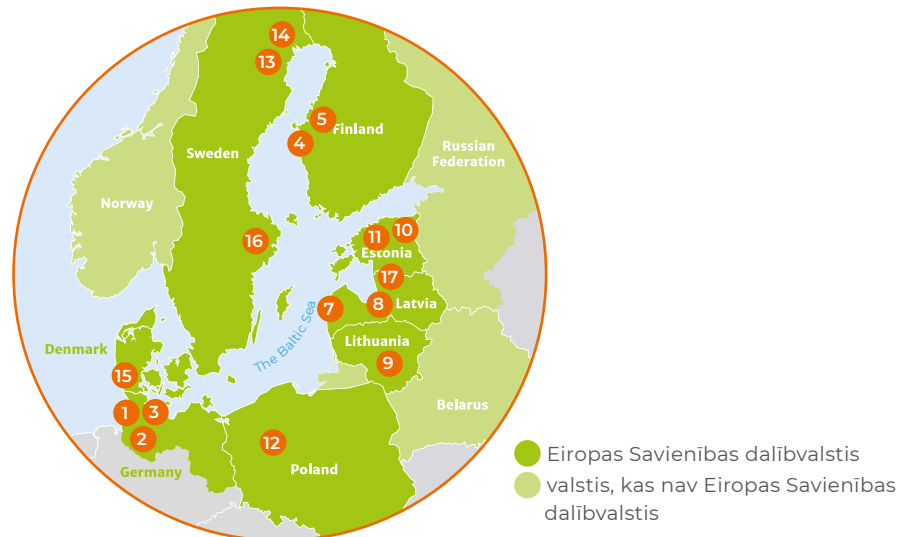 14
13
5
Finland
4
Sweden
Russian
Federation
Norway
16
11
10
Estonia
17
7
8
Latvia
The Baltic Sea
Lithuania
Denmark
9
15
1
3
Belarus
2
12
Poland
Germany
Eiropas Savienības dalībvalstis
valstis, kas nav Eiropas Savienības
dalībvalstis